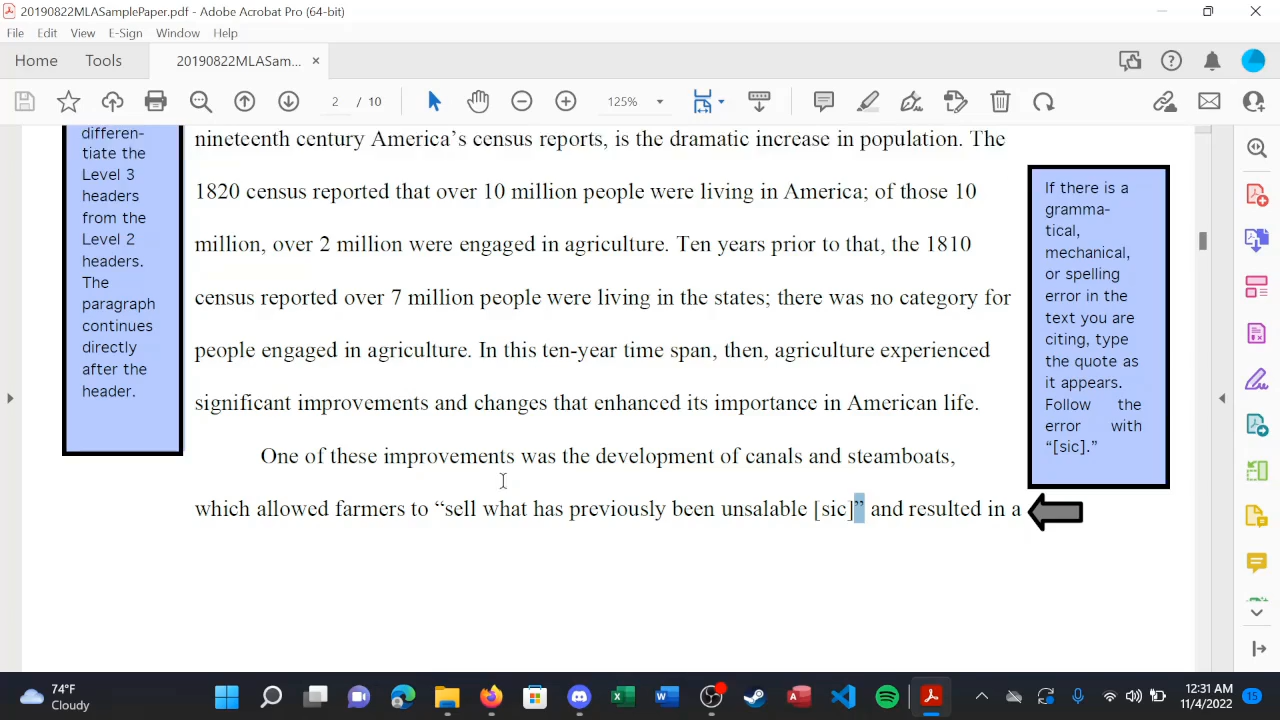 20190822MLASamplePaper.pdf - Adobe Acrobat Pro (64-bit)
File Edit View E-Sign Window Help
Home Tools 20190822MLASam... ×
2 / 10 125%
differen-
tiate the
Level 3
headers
from the
Level 2
headers.
The
paragraph
continues
directly
after the
header.
nineteenth century America’s census reports, is the dramatic increase in population. The
1820 census reported that over 10 million people were living in America; of those 10
million, over 2 million were engaged in agriculture. Ten years prior to that, the 1810
census reported over 7 million people were living in the states; there was no category for
people engaged in agriculture. In this ten-year time span, then, agriculture experienced
significant improvements and changes that enhanced its importance in American life.
One of these improvements was the development of canals and steamboats,
which allowed farmers to “sell what has previously been unsalable [sic]” and resulted in a
If there is a
gramma-
tical,
mechanical,
or spelling
error in the
text you are
citing, type
the quote as
it appears.
Follow the
error with
“[sic].”
74°F
Cloudy
12:31 AM
11/4/2022
15